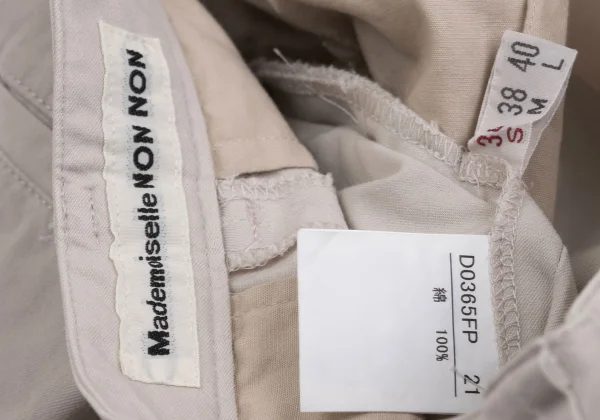 Mademoiselle NON NON
38 40
S M L
D0365FP 21
綿 100%